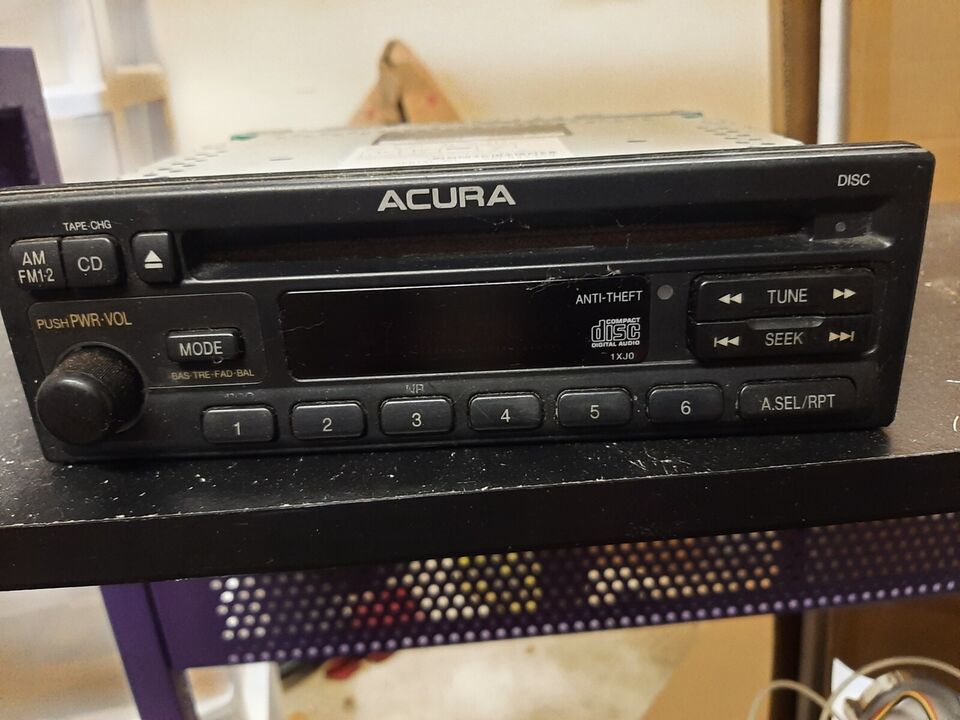 ACURA
DISC
TAPE·CHG
AM
FM1·2
CD
ANTI-THEFT
TUNE
PUSH PWR·VOL
COMPACT
disc
DIGITAL AUDIO
SEEK
MODE
1XJ0
BAS·TRE·FAD·BAL
1
2
3
4
5
6
A.SEL/RPT